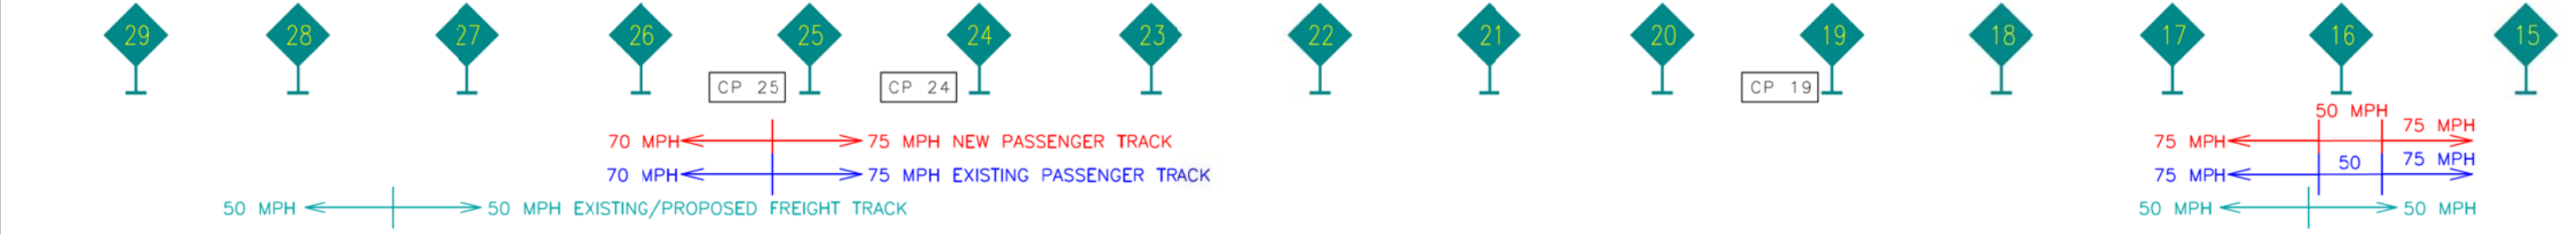 29 28 27 26 25 24 23 22 21 20 19 18 17 16 15
CP 25 CP 24 CP 19
50 MPH
70 MPH 75 MPH NEW PASSENGER TRACK 75 MPH 75 MPH
70 MPH 75 MPH EXISTING PASSENGER TRACK 75 MPH 50 75 MPH
50 MPH 50 MPH EXISTING/PROPOSED FREIGHT TRACK 50 MPH 50 MPH